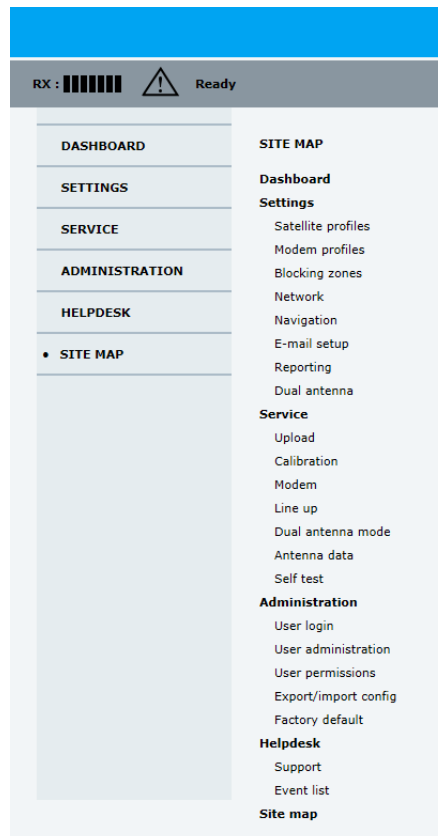 RX :
Ready
DASHBOARD
SETTINGS
SERVICE
ADMINISTRATION
HELPDESK
• SITE MAP
SITE MAP
Dashboard
Settings
Satellite profiles
Modem profiles
Blocking zones
Network
Navigation
E-mail setup
Reporting
Dual antenna
Service
Upload
Calibration
Modem
Line up
Dual antenna mode
Antenna data
Self test
Administration
User login
User administration
User permissions
Export/import config
Factory default
Helpdesk
Support
Event list
Site map